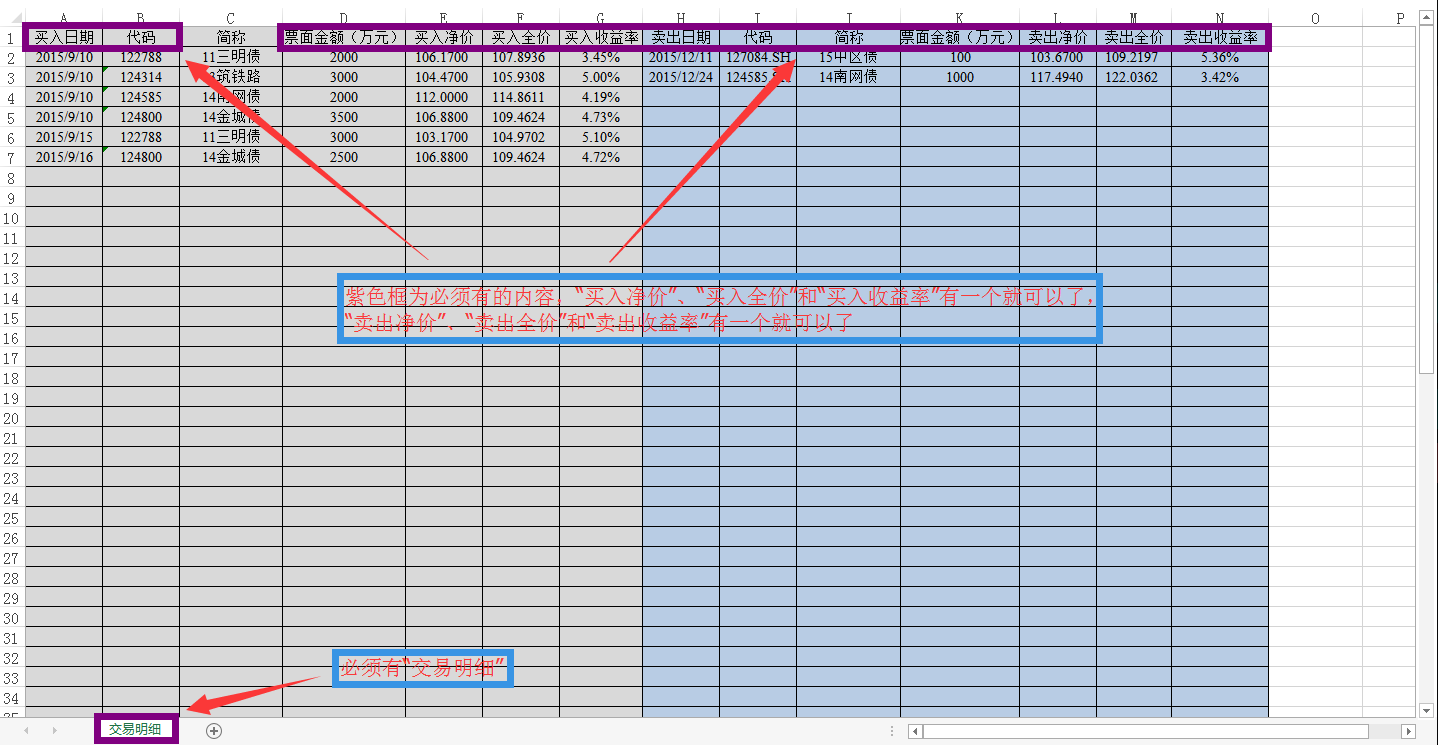 A B C D E F G H I J K L M N O P
1 买入日期 代码 简称 票面金额（万元） 买入净价 买入全价 买入收益率 卖出日期 代码 简称 票面金额（万元） 卖出净价 卖出全价 卖出收益率
2 2015/9/10 122788 11三明债 2000 106.1700 107.8936 3.45% 2015/12/11 127084.SH 15中区债 100 103.6700 109.2197 5.36%
3 2015/9/10 124314 筑铁路 3000 104.4700 105.9308 5.00% 2015/12/24 124585 14南网债 1000 117.4940 122.0362 3.42%
4 2015/9/10 124585 14南网债 2000 112.0000 114.8611 4.19%
5 2015/9/10 124800 14金城债 3500 106.8800 109.4624 4.73%
6 2015/9/15 122788 11三明债 3000 103.1700 104.9702 5.10%
7 2015/9/16 124800 14金城债 2500 106.8800 109.4624 4.72%
8
9
10
11
12
13
14
15
16
17
18
19
20
21
22
23
24
25
26
27
28
29
30
31
32
33
34
35
紫色框为必须有的内容，“买入净价”、“买入全价”和“买入收益率”有一个就可以了，
“卖出净价”、“卖出全价”和“卖出收益率”有一个就可以了
必须有“交易明细”
交易明细